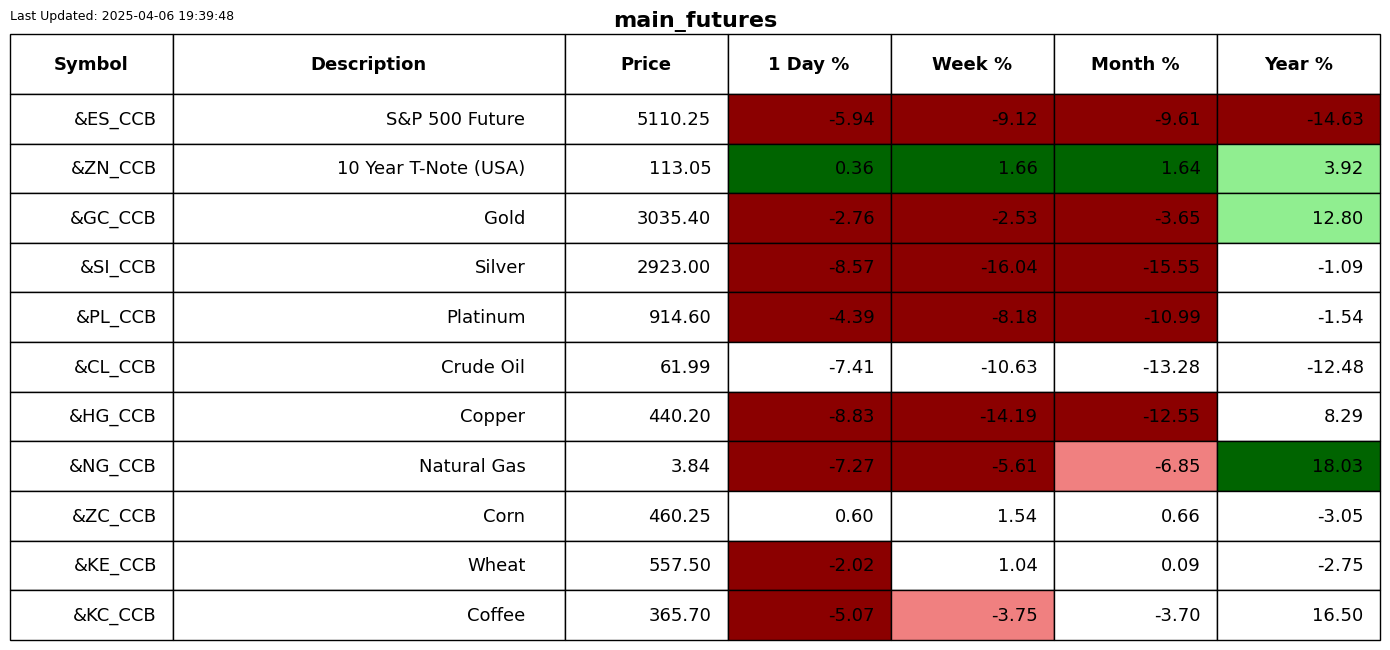 Last Updated: 2025-04-06 19:39:48
main_futures
Symbol Description Price 1 Day % Week % Month % Year %
&ES_CCB S&P 500 Future 5110.25 -5.94 -9.12 -9.61 -14.63
&ZN_CCB 10 Year T-Note (USA) 113.05 0.36 1.66 1.64 3.92
&GC_CCB Gold 3035.40 -2.76 -2.53 -3.65 12.80
&SI_CCB Silver 2923.00 -8.57 -16.04 -15.55 -1.09
&PL_CCB Platinum 914.60 -4.39 -8.18 -10.99 -1.54
&CL_CCB Crude Oil 61.99 -7.41 -10.63 -13.28 -12.48
&HG_CCB Copper 440.20 -8.83 -14.19 -12.55 8.29
&NG_CCB Natural Gas 3.84 -7.27 -5.61 -6.85 18.03
&ZC_CCB Corn 460.25 0.60 1.54 0.66 -3.05
&KE_CCB Wheat 557.50 -2.02 1.04 0.09 -2.75
&KC_CCB Coffee 365.70 -5.07 -3.75 -3.70 16.50